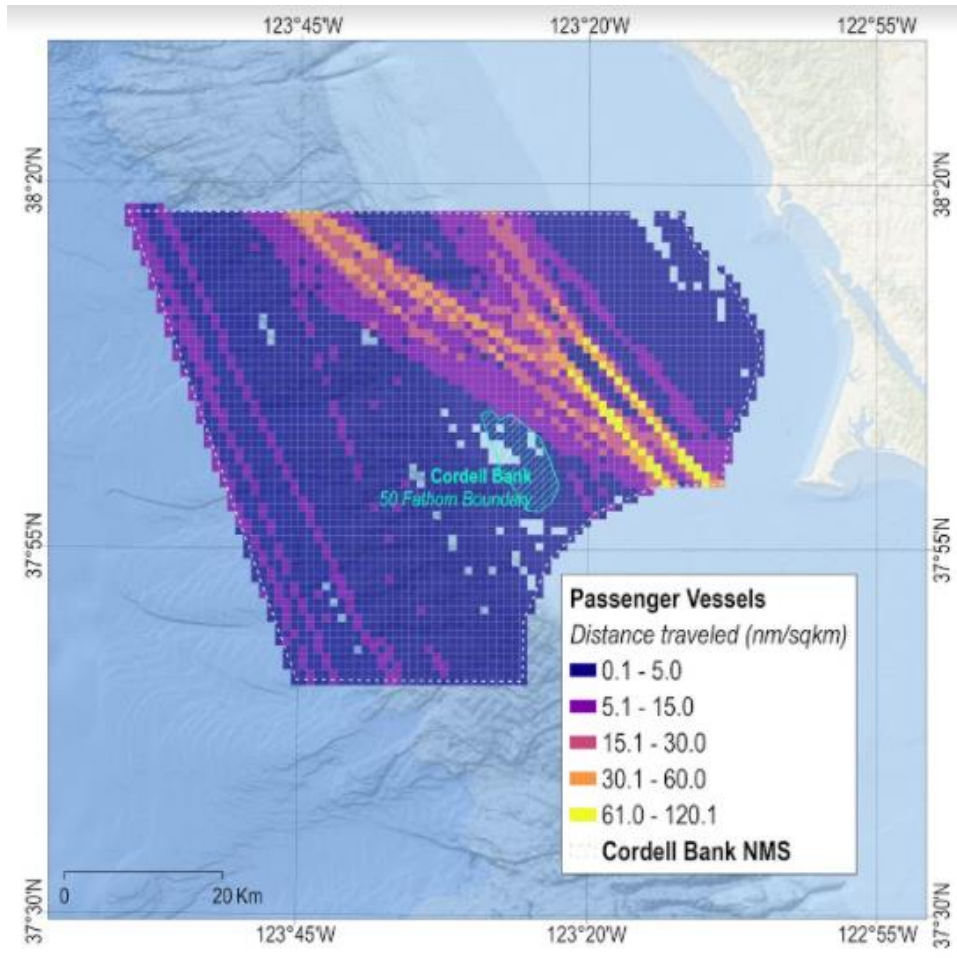 123°45'W 123°20'W 122°55'W
38°20'N 38°20'N
Cordell Bank
50 Fathom Boundary
37°55'N 37°55'N
Passenger Vessels
Distance traveled (nm/sqkm)
0.1 - 5.0
5.1 - 15.0
15.1 - 30.0
30.1 - 60.0
61.0 - 120.1
Cordell Bank NMS
0 20 Km
37°30'N 37°30'N
123°45'W 123°20'W 122°55'W